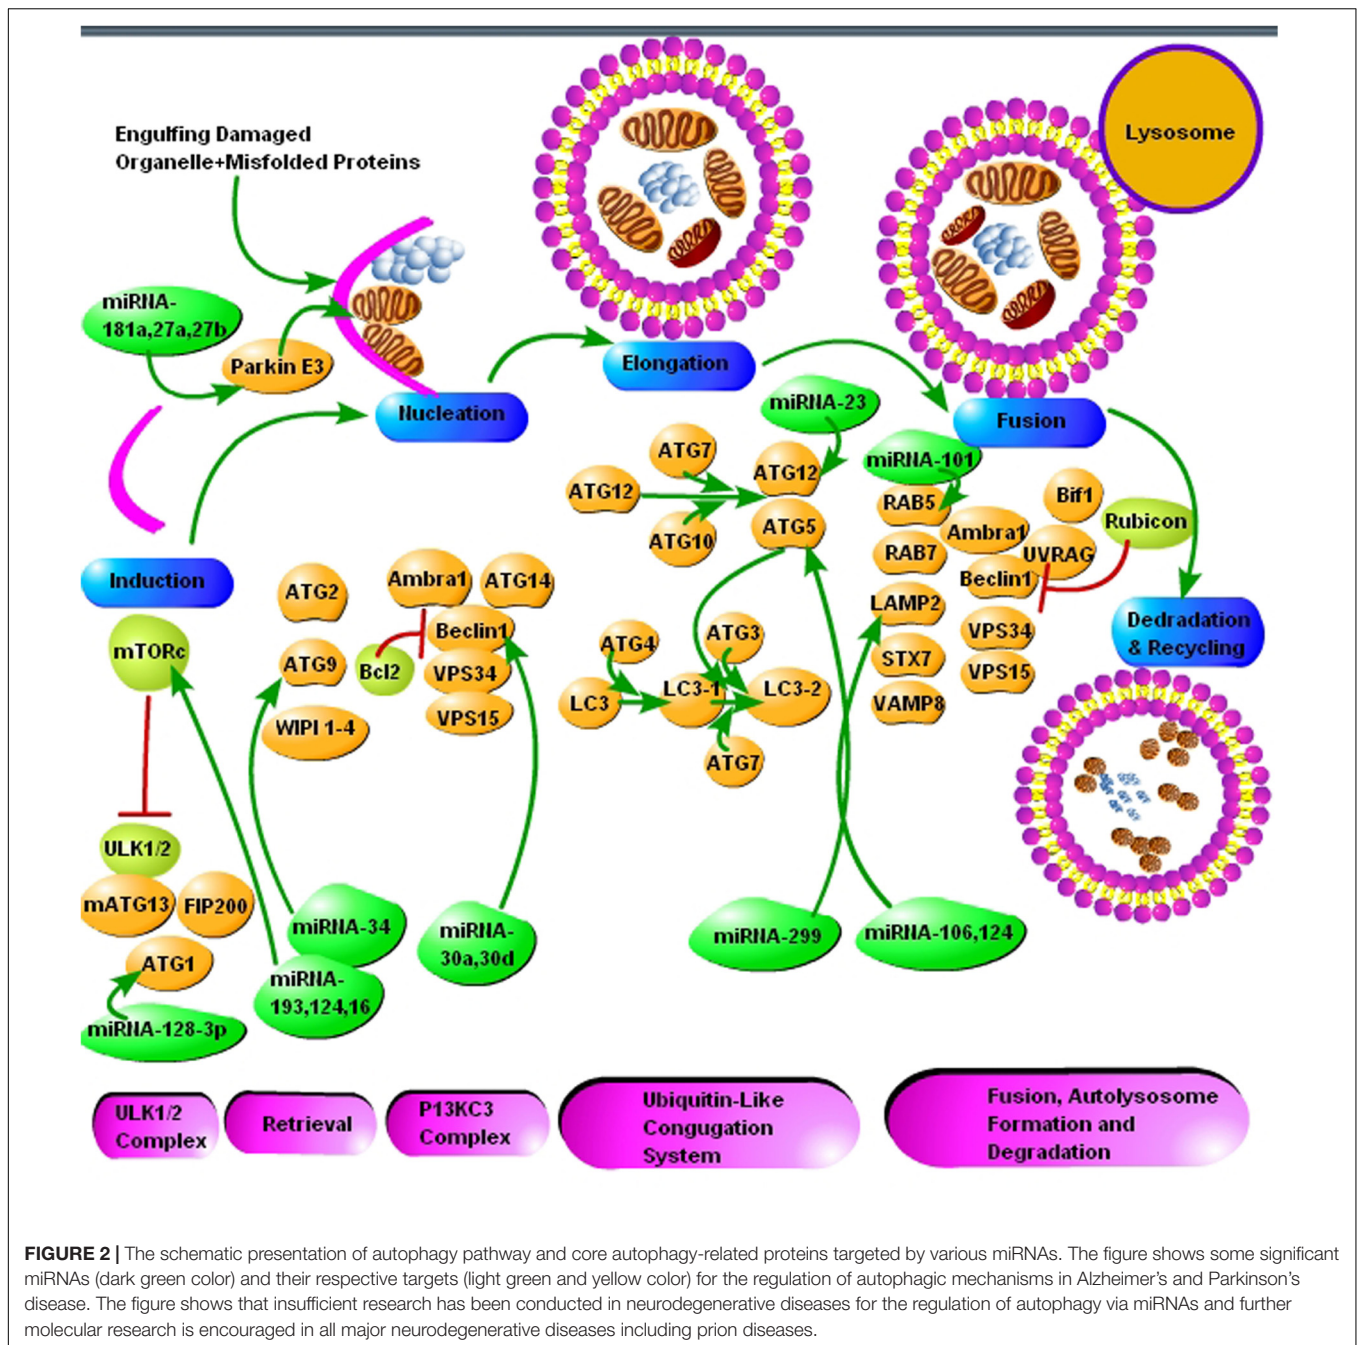 Engulfing Damaged
Organelle+Misfolded Proteins
Lysosome
miRNA-
181a,27a,27b
Parkin E3
Nucleation
Elongation
Fusion
miRNA-23
miRNA-101
ATG7
ATG12
ATG12
ATG10
ATG5
RAB5
Bif1
Rubicon
Ambra1
UVRAG
RAB7
Beclin1
Induction
ATG2
Ambra1
ATG14
LAMP2
VPS34
Dedradation
& Recycling
mTORc
ATG9
Bcl2
Beclin1
VPS34
ATG4
ATG3
STX7
VPS15
LC3
LC3-1
LC3-2
VAMP8
WIPI 1-4
VPS15
ATG7
ULK1/2
mATG13
FIP200
ATG1
miRNA-34
miRNA-
30a,30d
miRNA-299
miRNA-106,124
miRNA-
193,124,16
miRNA-128-3p
ULK1/2
Complex
Retrieval
P13KC3
Complex
Ubiquitin-Like
Congugation
System
Fusion, Autolysosome
Formation and
Degradation
FIGURE 2 | The schematic presentation of autophagy pathway and core autophagy-related proteins targeted by various miRNAs. The figure shows some significant
miRNAs (dark green color) and their respective targets (light green and yellow color) for the regulation of autophagic mechanisms in Alzheimer's and Parkinson's
disease. The figure shows that insufficient research has been conducted in neurodegenerative diseases for the regulation of autophagy via miRNAs and further
molecular research is encouraged in all major neurodegenerative diseases including prion diseases.